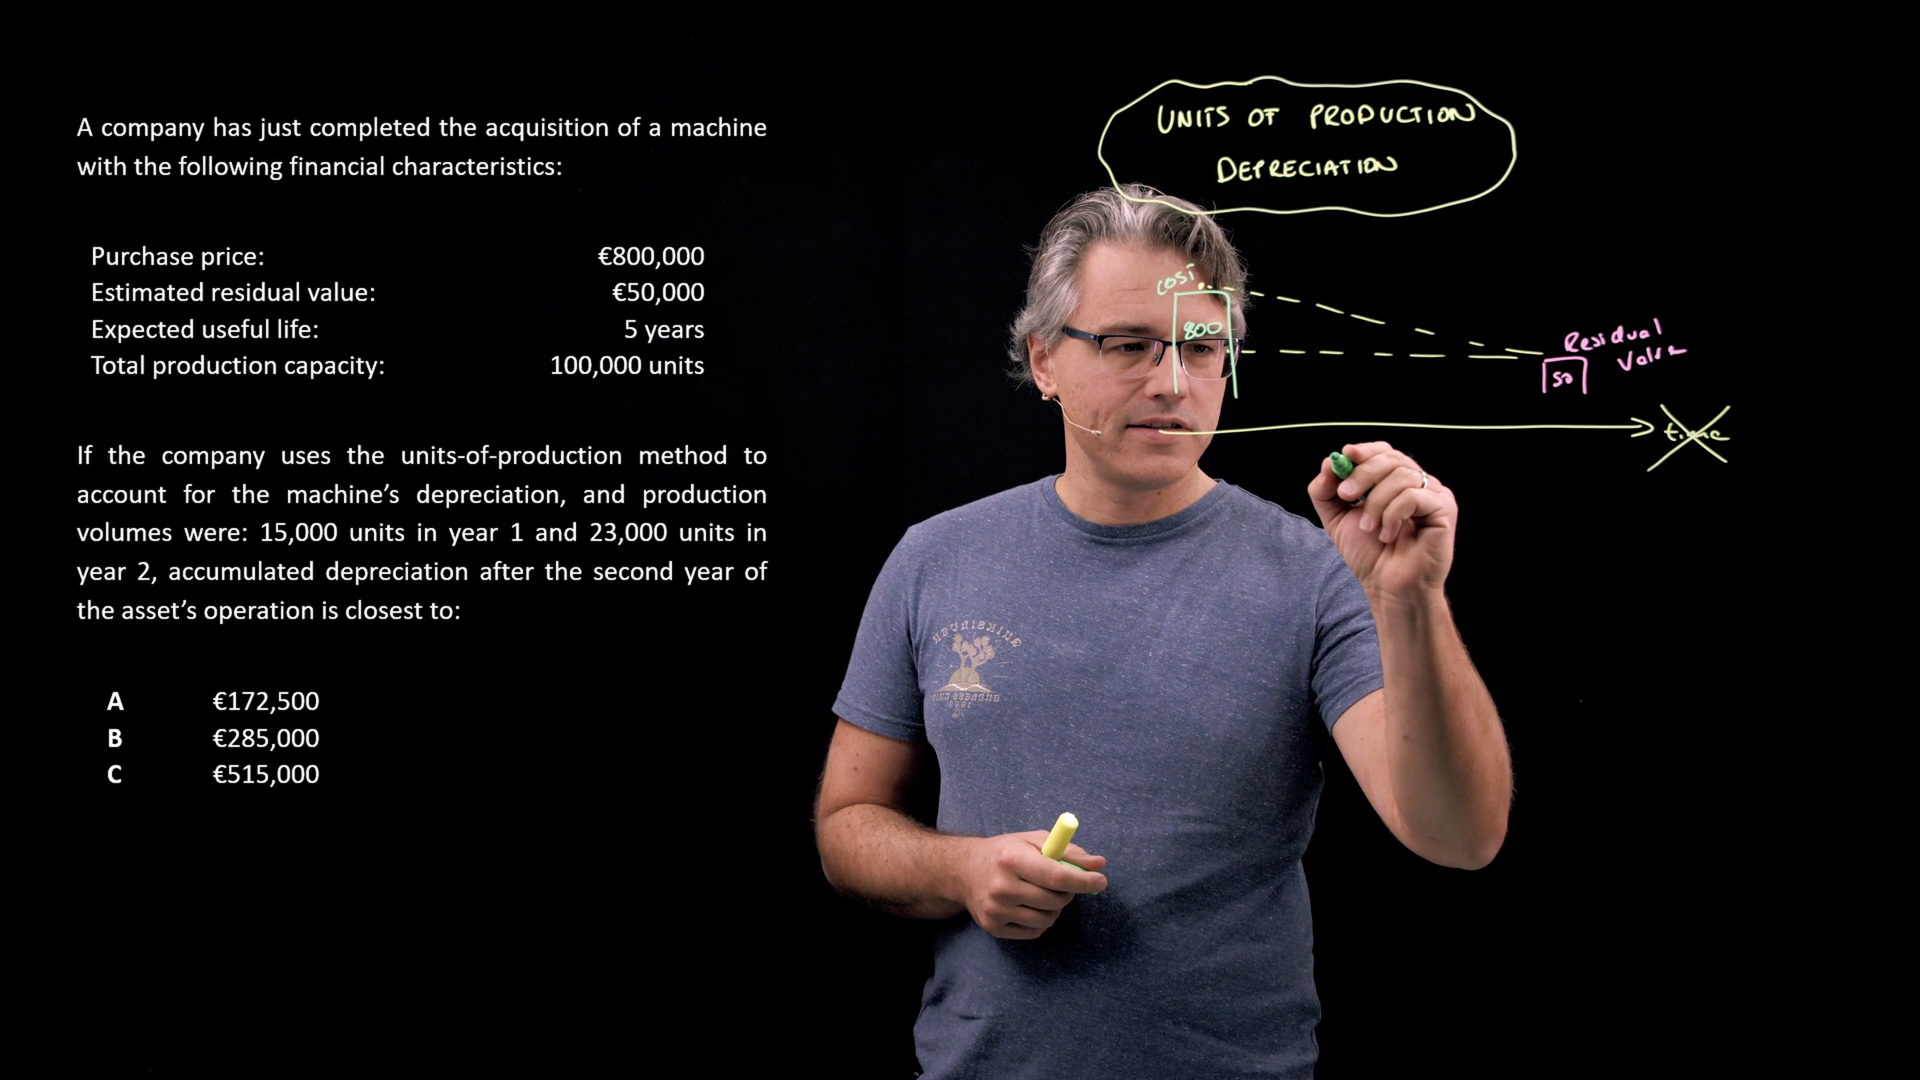 A company has just completed the acquisition of a machine
with the following financial characteristics:
Purchase price: €800,000
Estimated residual value: €50,000
Expected useful life: 5 years
Total production capacity: 100,000 units
If the company uses the units-of-production method to
account for the machine's depreciation, and production
volumes were: 15,000 units in year 1 and 23,000 units in
year 2, accumulated depreciation after the second year of
the asset's operation is closest to:
A €172,500
B €285,000
C €515,000
UNITS OF PRODUCTION
DEPRECIATION
COST
800
Residual
Value
50
time
QUIKSILVER